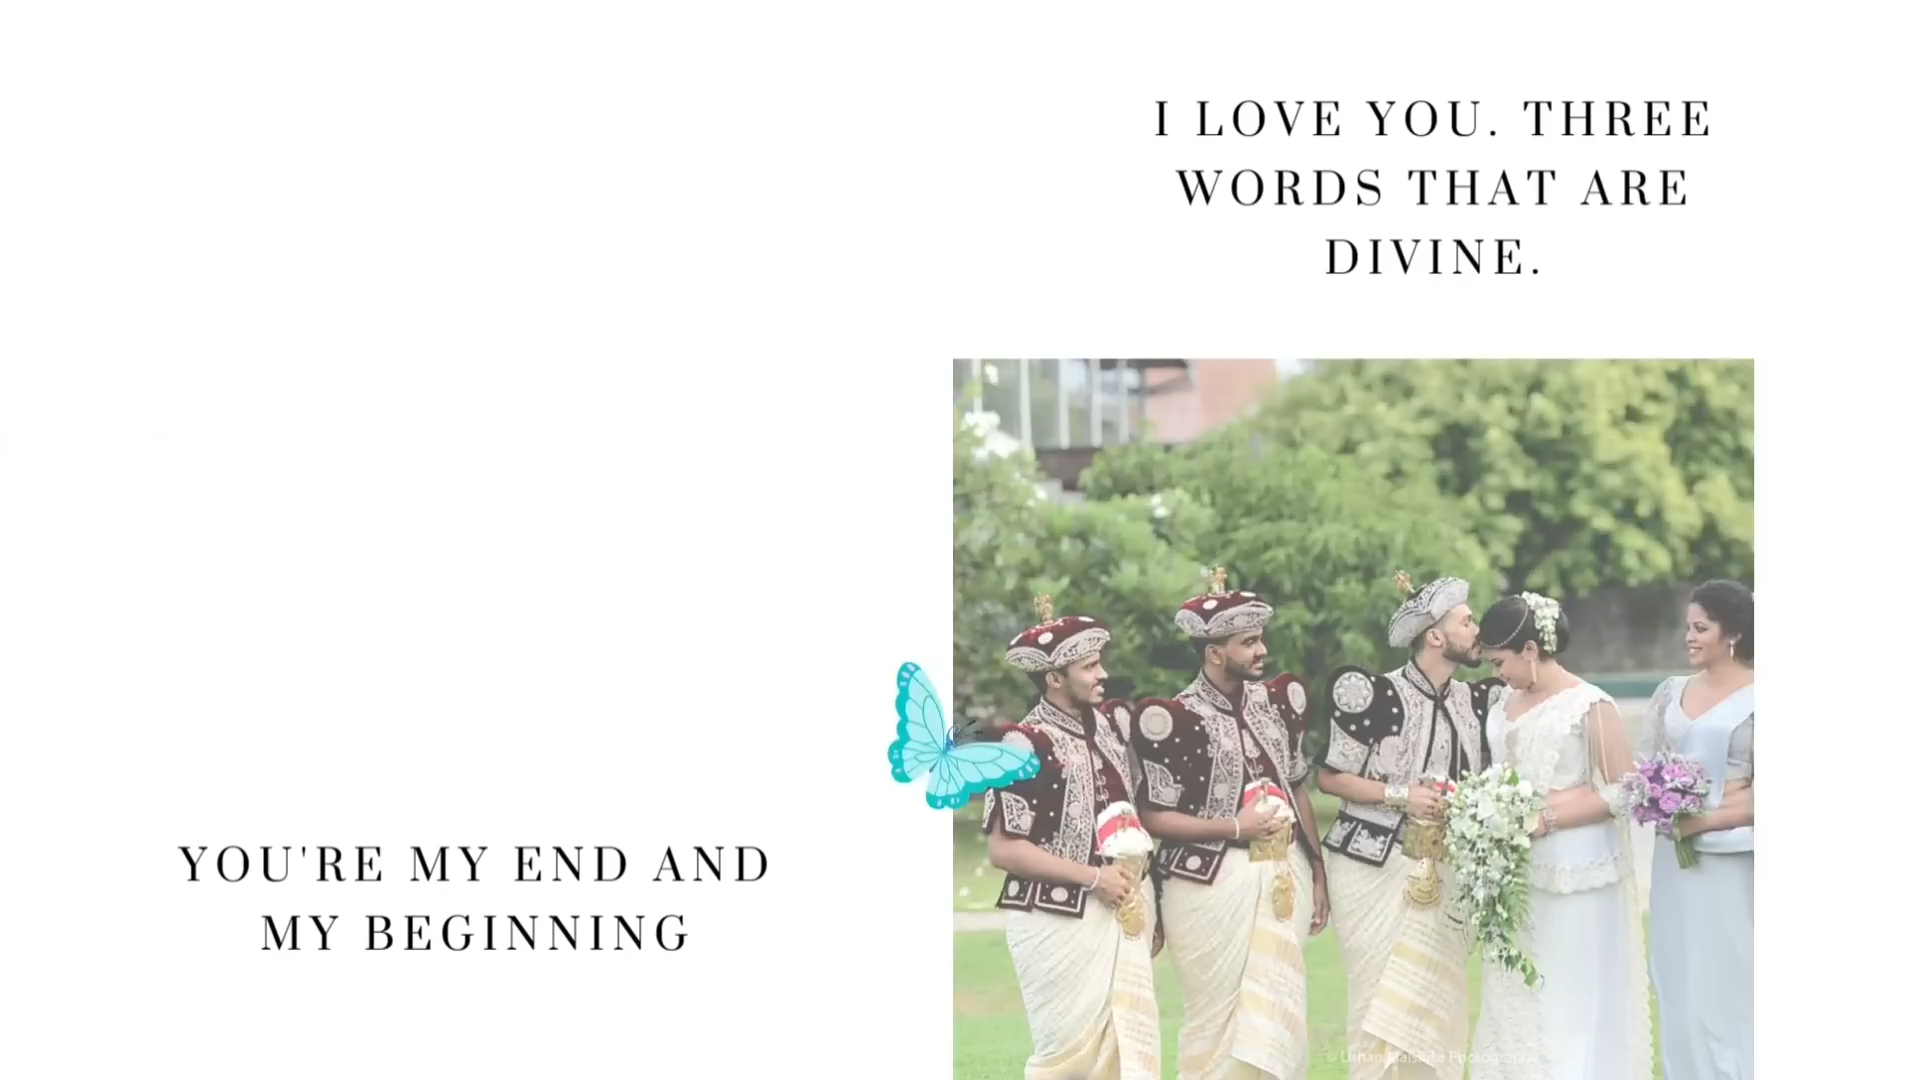 I LOVE YOU. THREE
WORDS THAT ARE
DIVINE.
YOU'RE MY END AND
MY BEGINNING